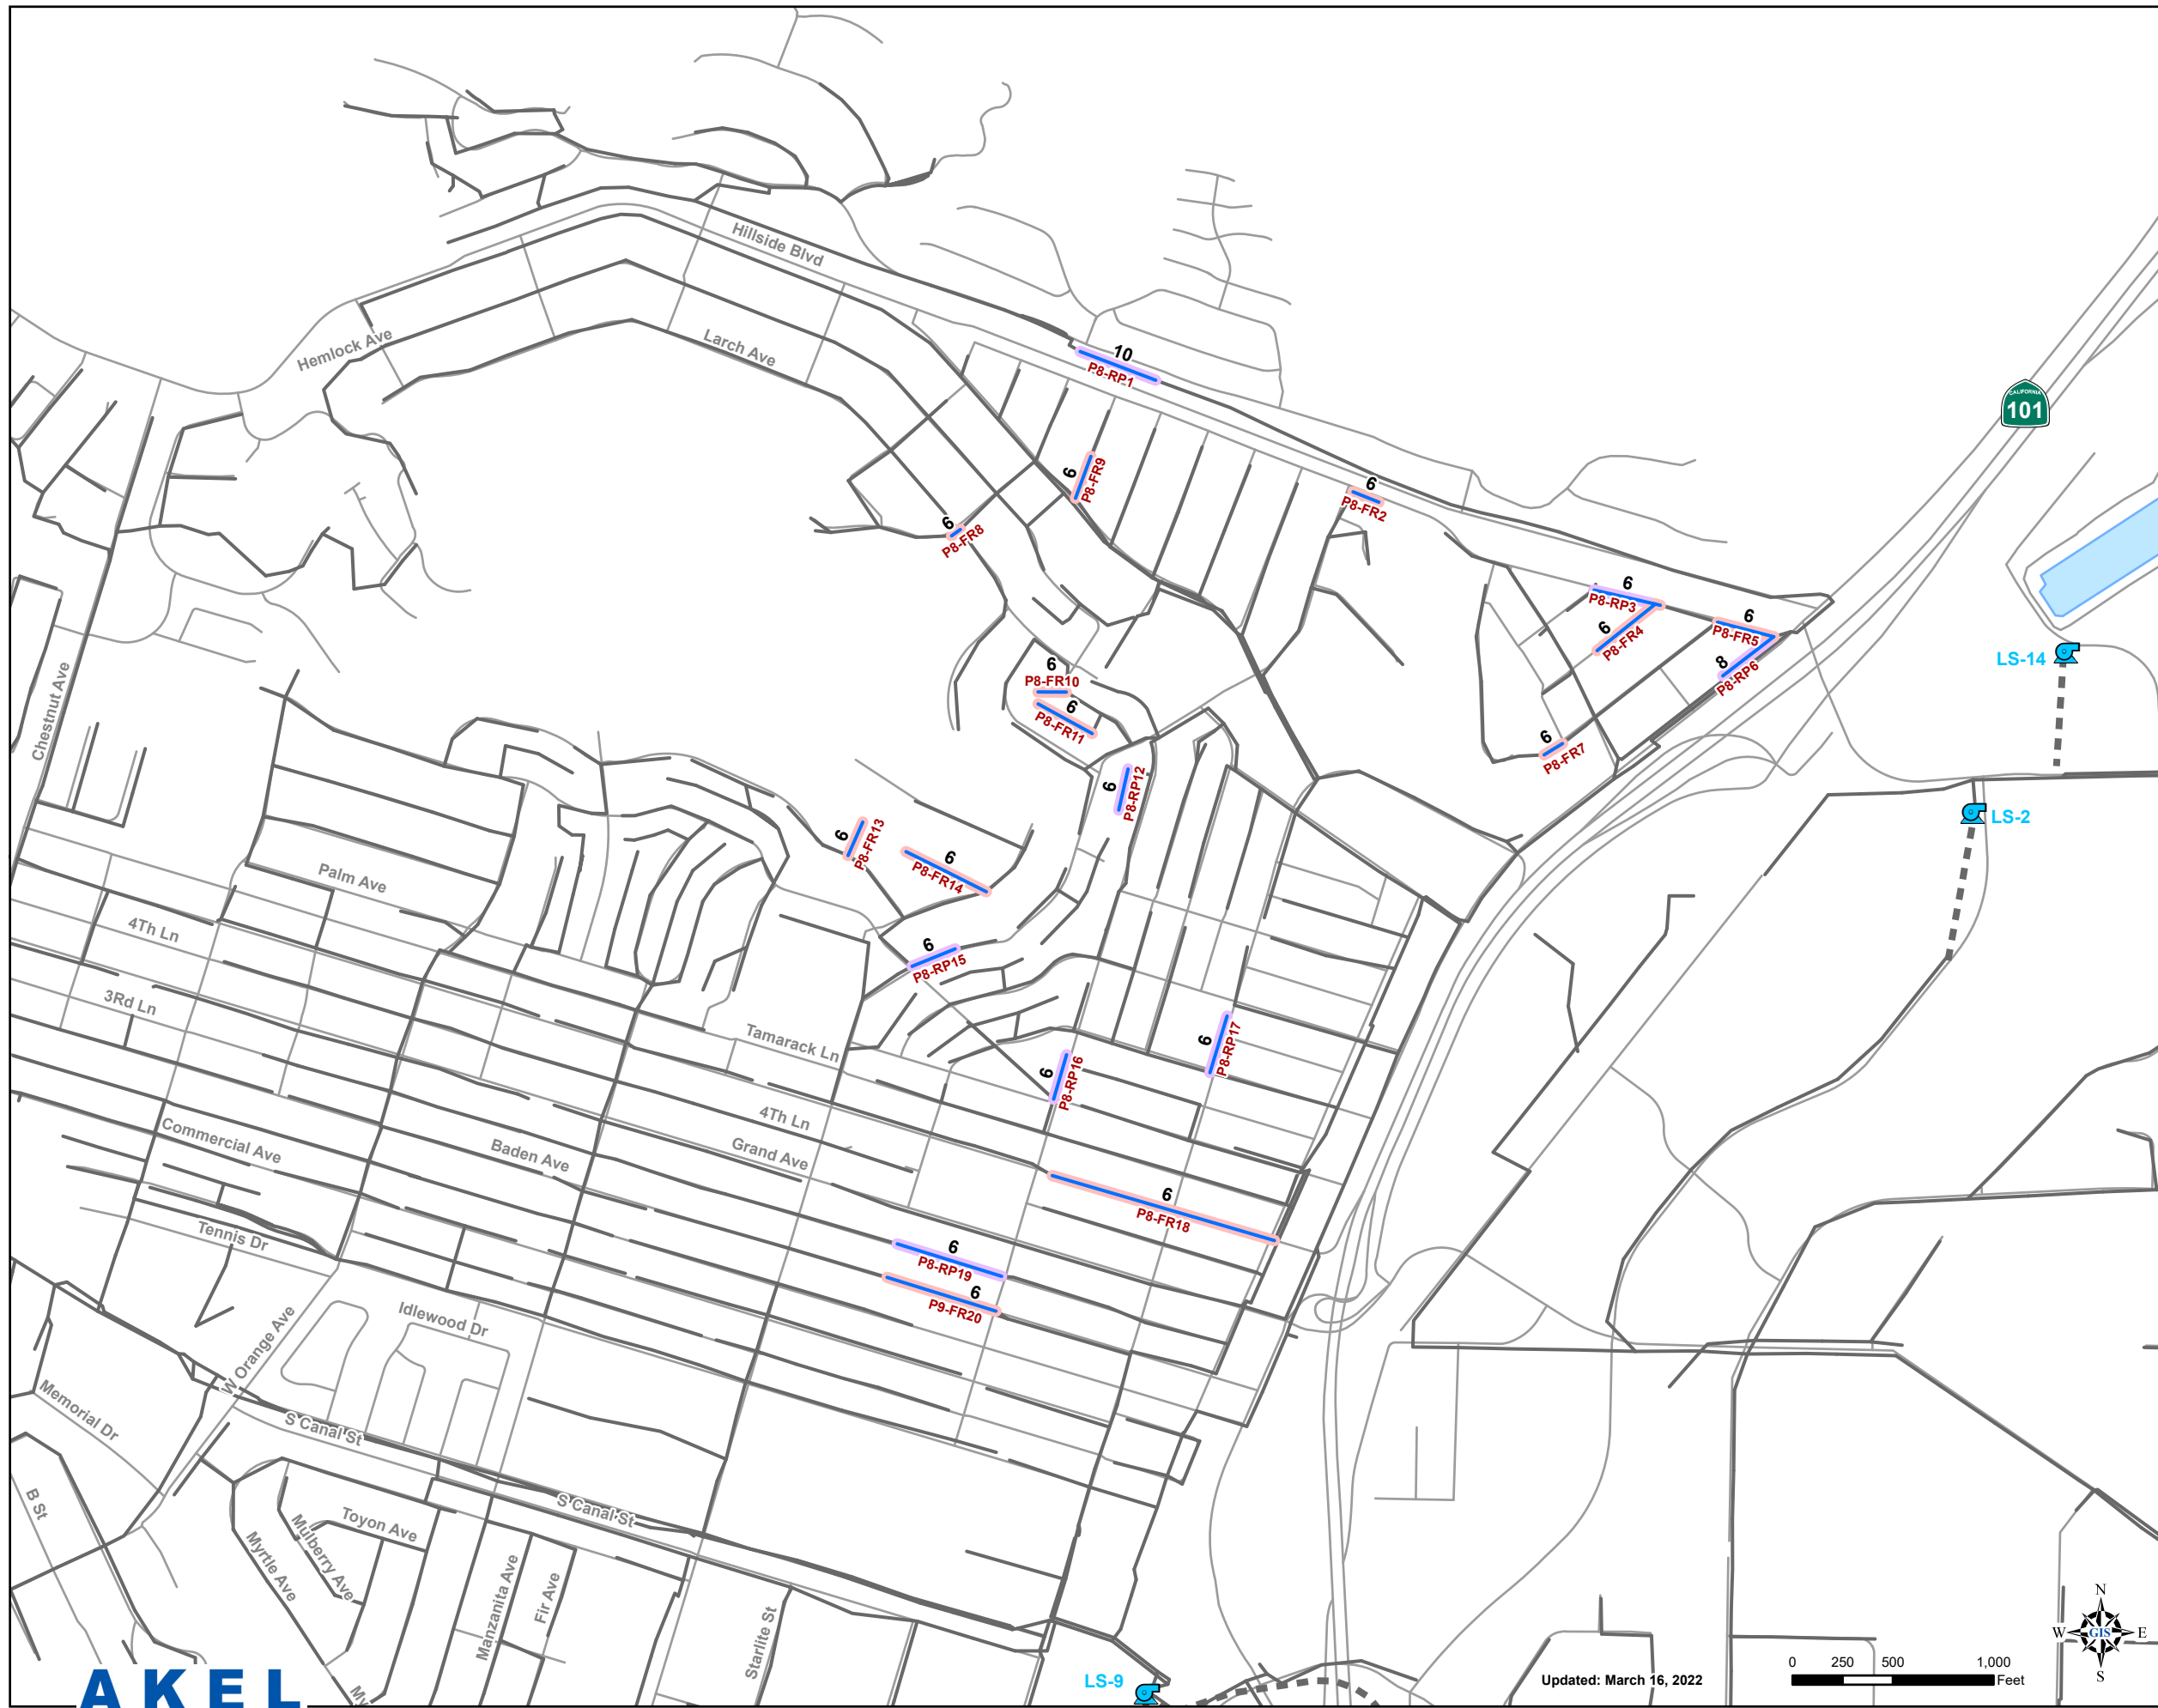 Hillside Blvd
Hemlock Ave
Larch Ave
10
P8-RP1
CALIFORNIA
101
6
P8-FR9
6
P8-FR2
6
P8-FR8
6
P8-RP3
6
P8-FR4
6
P8-FR5
8
P8-RP6
LS-14
6
P8-FR10
6
P8-FR11
6
P8-FR7
Chestnut Ave
6
P8-RP12
LS-2
6
P8-FR13
6
P8-FR14
Palm Ave
4Th Ln
6
P8-RP15
3Rd Ln
Tamarack Ln
6
P8-RP17
6
P8-RP16
4Th Ln
Commercial Ave
Baden Ave
Grand Ave
6
P8-FR18
Tennis Dr
6
P8-RP19
6
P9-FR20
Idlewood Dr
W Orange Ave
Memorial Dr
S Canal St
S Canal St
B St
Toyon Ave
Mulberry Ave
Myrtle Ave
Manzanita Ave
Fir Ave
Starlite St
My
LS-9
AKEL
Updated: March 16, 2022
0 250 500 1,000
Feet
N
W GIS E
S